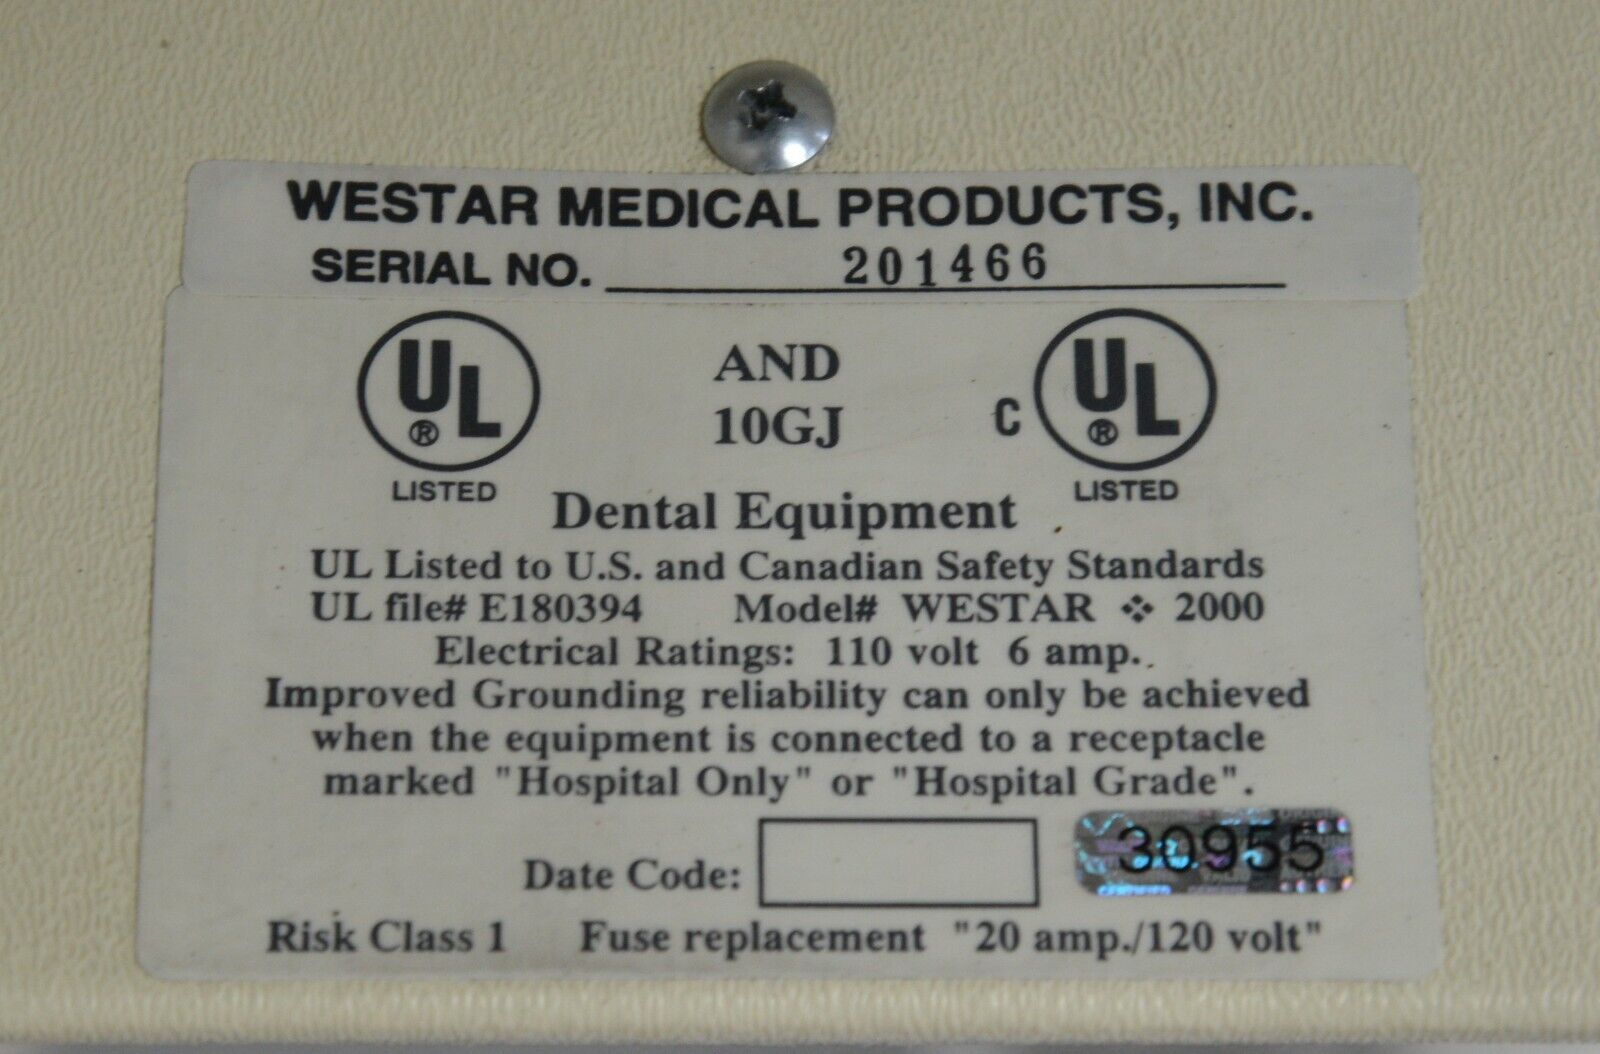 WESTAR MEDICAL PRODUCTS, INC.
SERIAL NO. 201466
UL ® LISTED
AND
10GJ
C UL ® LISTED
Dental Equipment
UL Listed to U.S. and Canadian Safety Standards
UL file# E180394 Model# WESTAR ❖ 2000
Electrical Ratings: 110 volt 6 amp..
Improved Grounding reliability can only be achieved
when the equipment is connected to a receptacle
marked "Hospital Only" or "Hospital Grade".
30955
Date Code:
Risk Class 1 Fuse replacement "20 amp./120 volt"